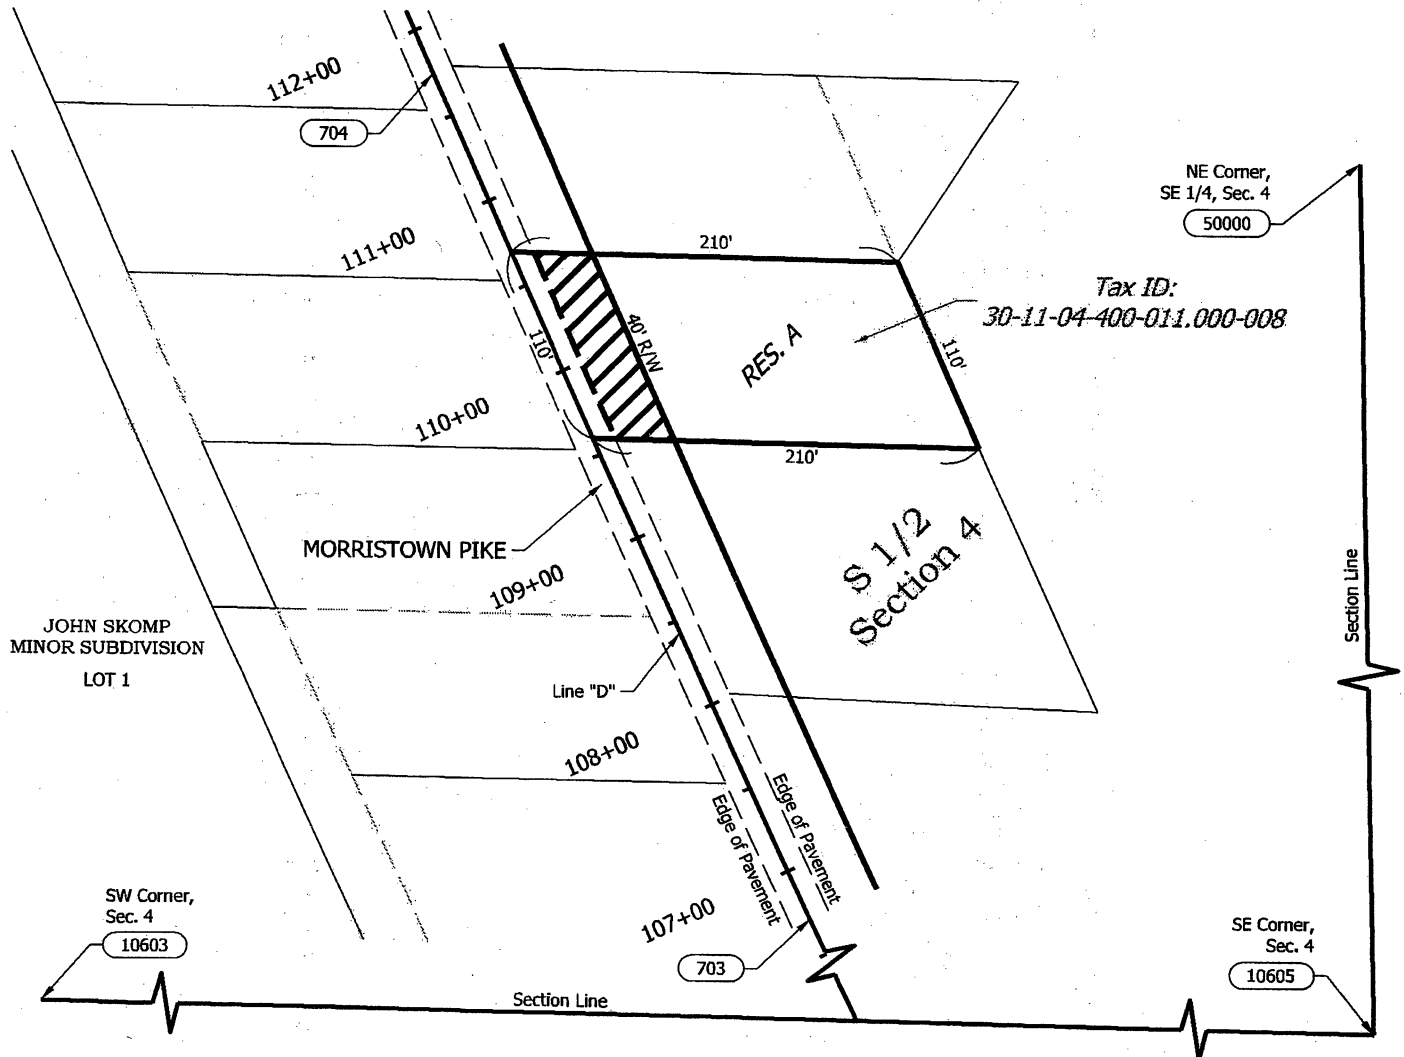 112+00
704
NE Corner,
SE 1/4, Sec. 4
50000
111+00
210'
Tax ID:
30-11-04-400-011.000-008
40' R/W
110'
RES. A
110'
110+00
210'
MORRISTOWN PIKE
S 1/2
Section 4
109+00
Section Line
JOHN SKOMP
MINOR SUBDIVISION
LOT 1
Line "D"
108+00
Edge of Pavement
Edge of Pavement
107+00
SW Corner,
Sec. 4
10603
703
SE Corner,
Sec. 4
10605
Section Line